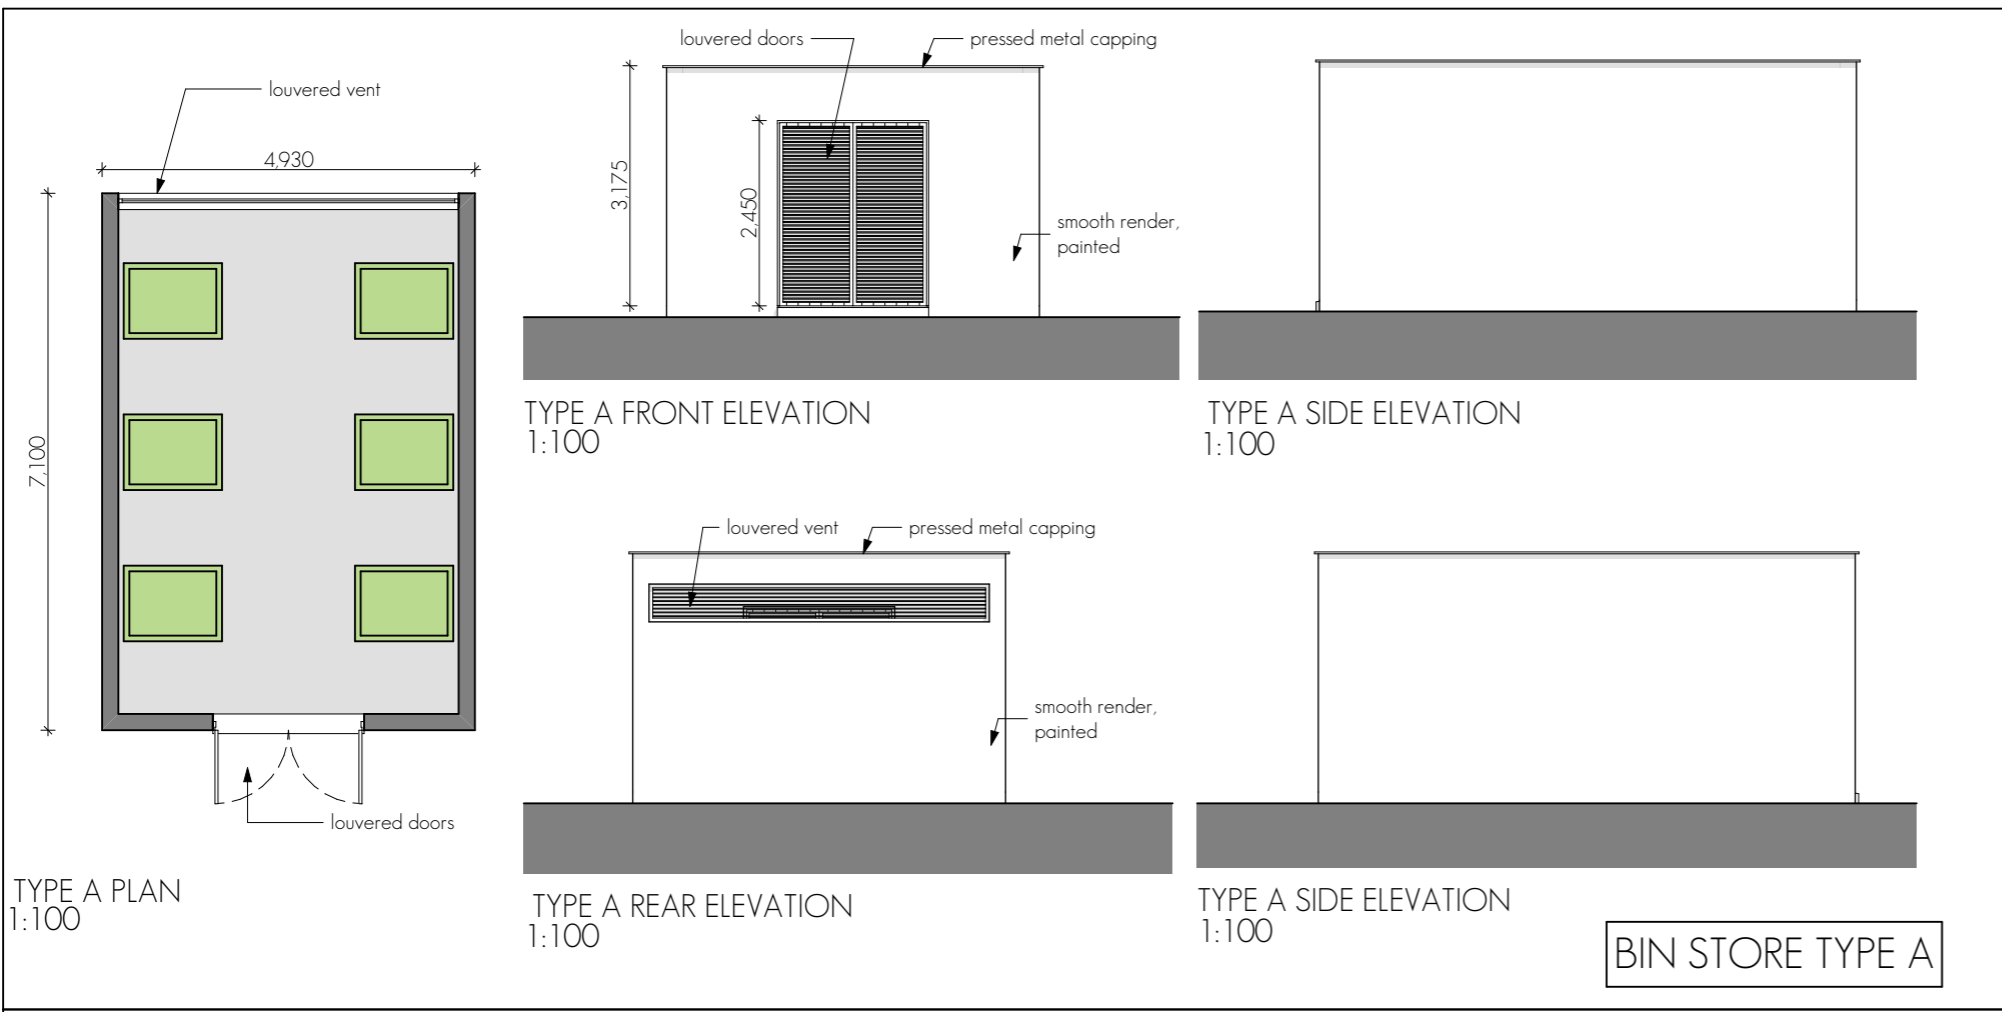 louvered vent
4,930
7,100
louvered doors
TYPE A PLAN
1:100
louvered doors
pressed metal capping
3,175
2,450
smooth render,
painted
TYPE A FRONT ELEVATION
1:100
TYPE A SIDE ELEVATION
1:100
louvered vent
pressed metal capping
smooth render,
painted
TYPE A REAR ELEVATION
1:100
TYPE A SIDE ELEVATION
1:100
BIN STORE TYPE A